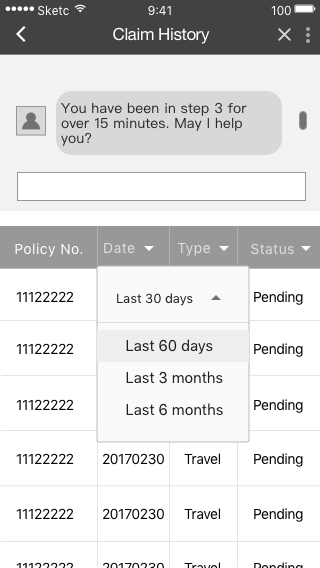 Sketc 9:41 100
Claim History
You have been in step 3 for
over 15 minutes. May I help
you?
Policy No. Date Type Status
11122222 Last 30 days Pending
Last 60 days
11122222 Pending
Last 3 months
11122222 Last 6 months Pending
11122222 20170230 Travel Pending
11122222 20170230 Travel Pending
11122222 20170230 Travel Pending